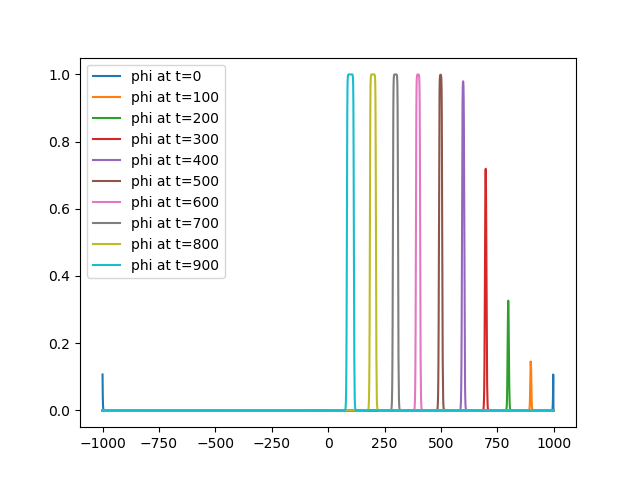 1.0
0.8
0.6
0.4
0.2
0.0
phi at t=0
phi at t=100
phi at t=200
phi at t=300
phi at t=400
phi at t=500
phi at t=600
phi at t=700
phi at t=800
phi at t=900
−1000 −750 −500 −250 0 250 500 750 1000